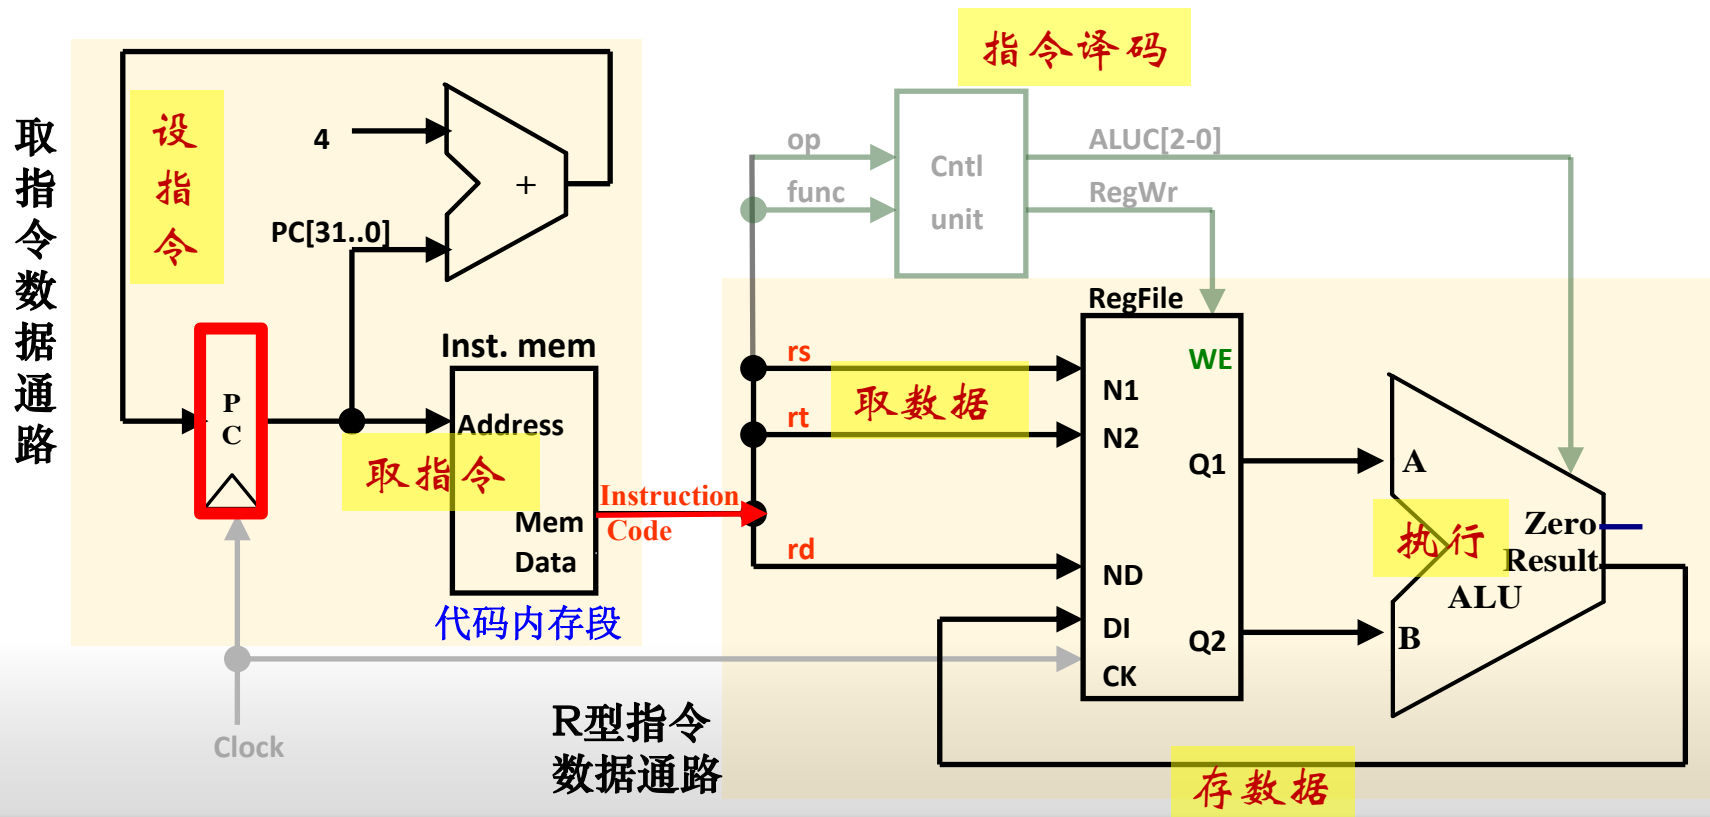 取指令数据通路
设指令
4
+
PC[31..0]
P
C
Inst. mem
Address
取指令
Mem
Data
Instruction
Code
代码内存段
Clock
R型指令
数据通路
指令译码
op
func
Cntl
unit
ALUC[2-0]
RegWr
RegFile
rs
取数据
rt
rd
WE
N1
N2
Q1
ND
DI
Q2
CK
A
执行
Zero
Result
ALU
B
存数据